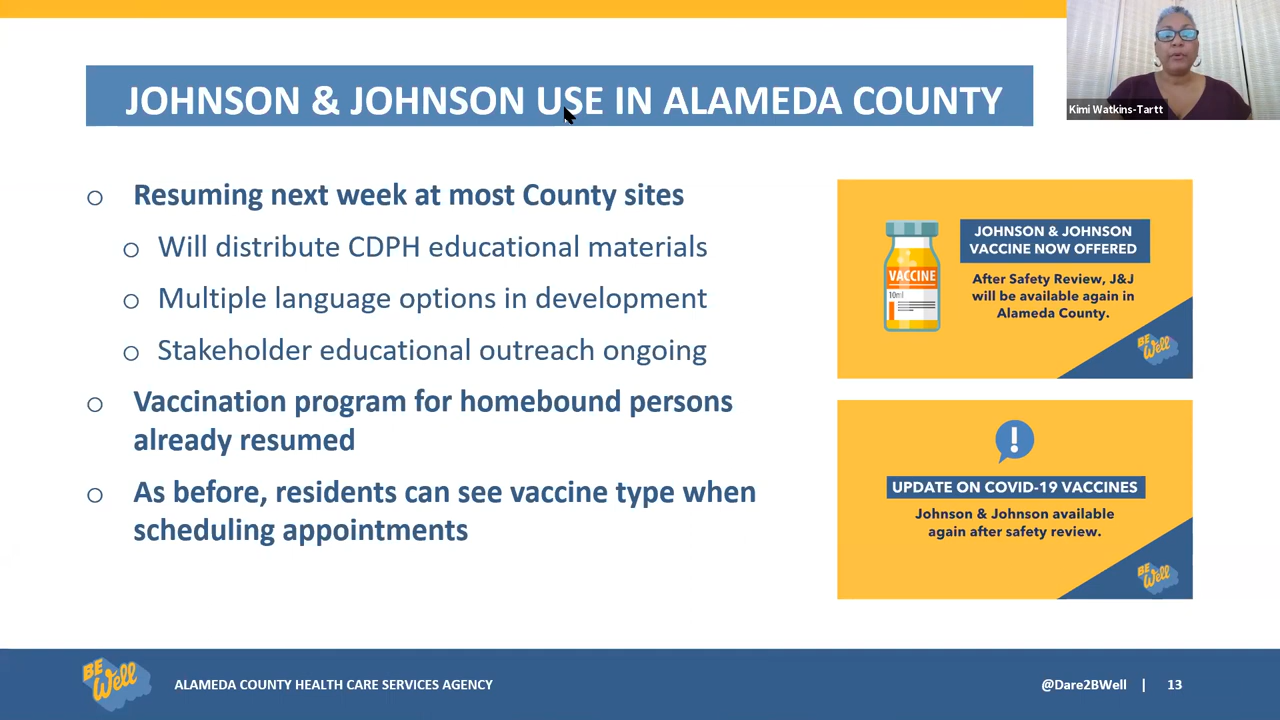 JOHNSON & JOHNSON USE IN ALAMEDA COUNTY
Kimi Watkins-Tartt
o Resuming next week at most County sites
o Will distribute CDPH educational materials
o Multiple language options in development
o Stakeholder educational outreach ongoing
o Vaccination program for homebound persons
already resumed
o As before, residents can see vaccine type when
scheduling appointments
VACCINE
10ml
JOHNSON & JOHNSON
VACCINE NOW OFFERED
After Safety Review, J&J
will be available again in
Alameda County.
BE
Well
!
UPDATE ON COVID-19 VACCINES
Johnson & Johnson available
again after safety review.
BE
Well
BE
Well
ALAMEDA COUNTY HEALTH CARE SERVICES AGENCY
@Dare2BWell | 13